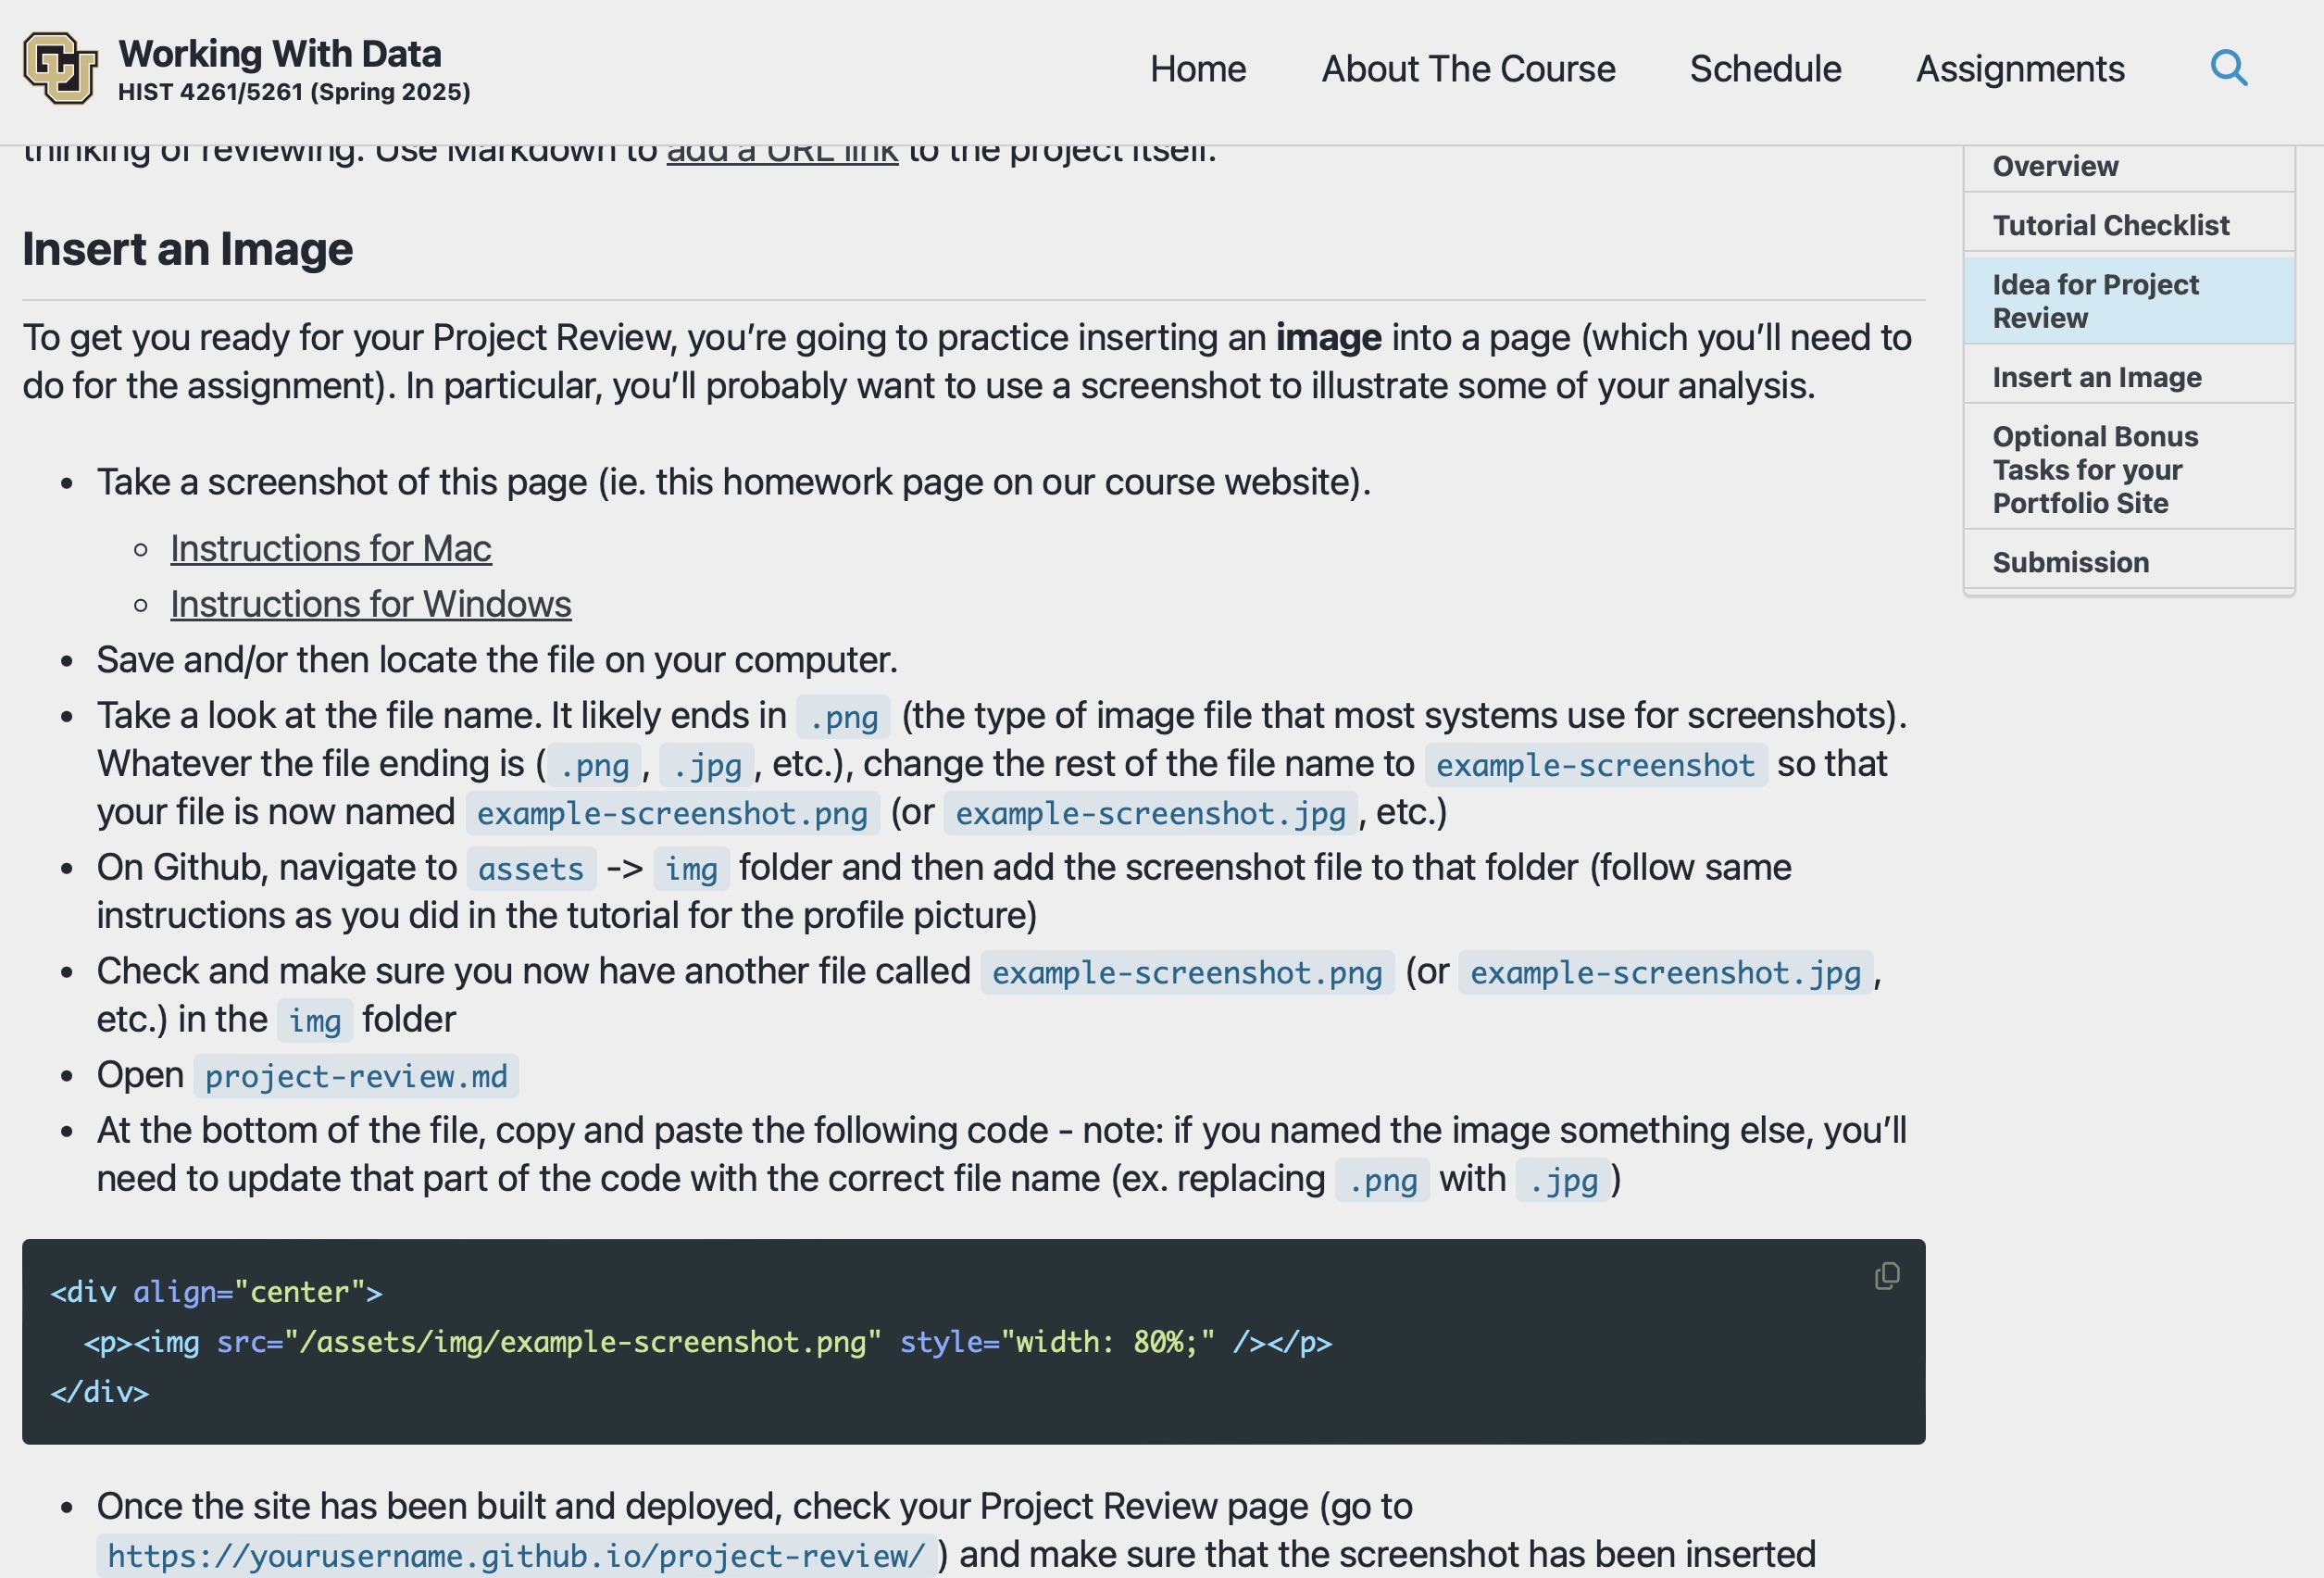 Working With Data
HIST 4261/5261 (Spring 2025)
Home
About The Course
Schedule
Assignments
thinking of reviewing. Use Markdown to add a URL link to the project itself.
Insert an Image
To get you ready for your Project Review, you’re going to practice inserting an image into a page (which you’ll need to
do for the assignment). In particular, you’ll probably want to use a screenshot to illustrate some of your analysis.
Take a screenshot of this page (ie. this homework page on our course website).
Instructions for Mac
Instructions for Windows
Save and/or then locate the file on your computer.
Take a look at the file name. It likely ends in .png (the type of image file that most systems use for screenshots).
Whatever the file ending is ( .png , .jpg , etc.), change the rest of the file name to example-screenshot so that
your file is now named example-screenshot.png (or example-screenshot.jpg , etc.)
On Github, navigate to assets -> img folder and then add the screenshot file to that folder (follow same
instructions as you did in the tutorial for the profile picture)
Check and make sure you now have another file called example-screenshot.png (or example-screenshot.jpg ,
etc.) in the img folder
Open project-review.md
At the bottom of the file, copy and paste the following code - note: if you named the image something else, you’ll
need to update that part of the code with the correct file name (ex. replacing .png with .jpg )
<div align="center">
  <p><img src="/assets/img/example-screenshot.png" style="width: 80%;" /></p>
</div>
Once the site has been built and deployed, check your Project Review page (go to
https://yourusername.github.io/project-review/ ) and make sure that the screenshot has been inserted
Overview
Tutorial Checklist
Idea for Project
Review
Insert an Image
Optional Bonus
Tasks for your
Portfolio Site
Submission